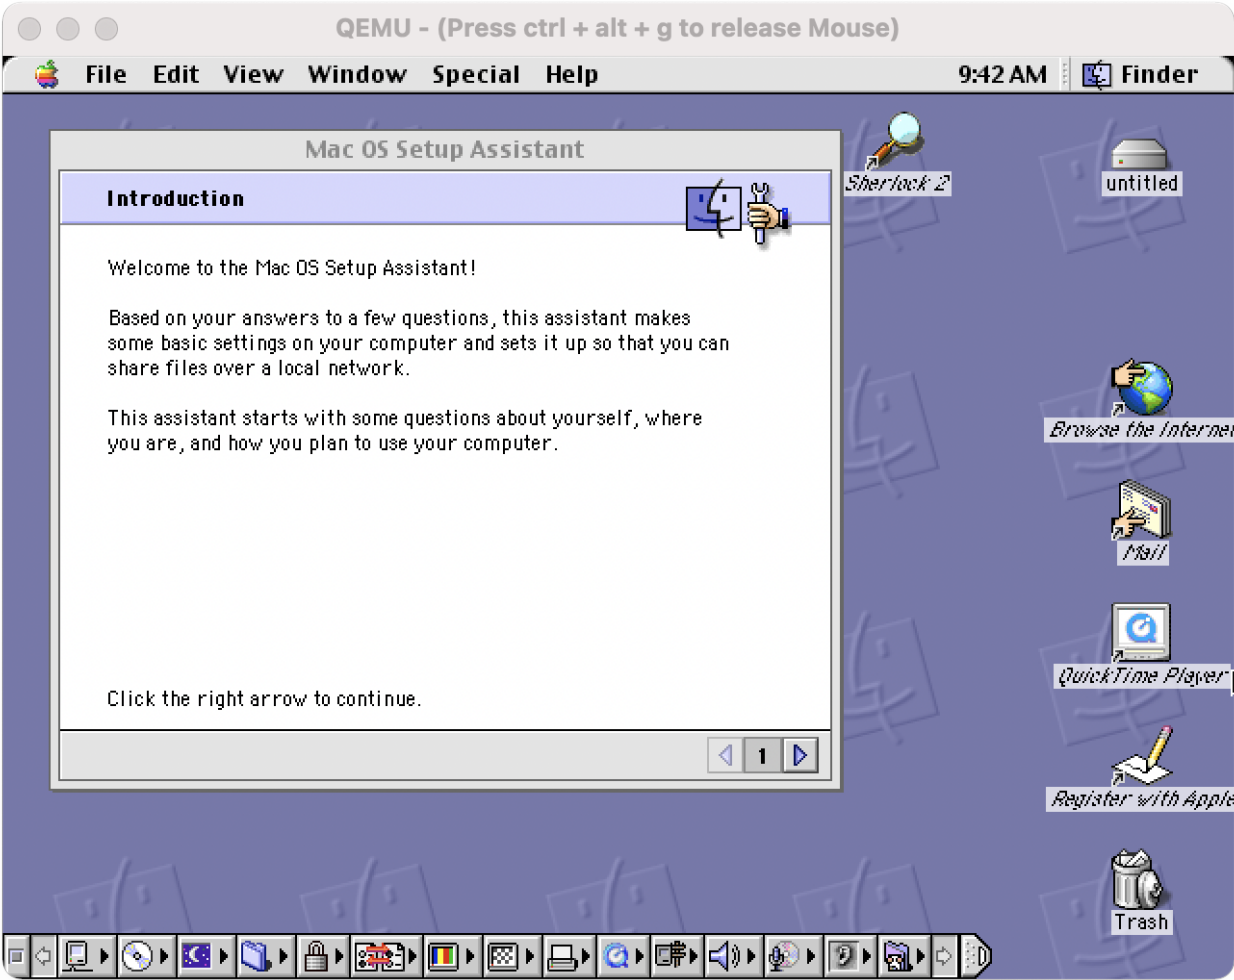 QEMU - (Press ctrl + alt + g to release Mouse)
File Edit View Window Special Help 9:42 AM Finder
Mac OS Setup Assistant
Introduction
Welcome to the Mac OS Setup Assistant!
Based on your answers to a few questions, this assistant makes
some basic settings on your computer and sets it up so that you can
share files over a local network.
This assistant starts with some questions about yourself, where
you are, and how you plan to use your computer.
Click the right arrow to continue.
1
Sherlock 2
untitled
Browse the Internet
Mail
QuickTime Player
Register with Apple
Trash